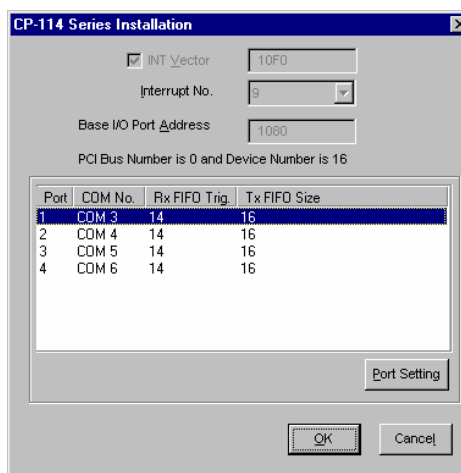 CP-114 Series Installation
INT Vector 10F0
Interrupt No. 9
Base I/O Port Address 1080
PCI Bus Number is 0 and Device Number is 16
Port COM No. Rx FIFO Trig. Tx FIFO Size
1 COM 3 14 16
2 COM 4 14 16
3 COM 5 14 16
4 COM 6 14 16
Port Setting
OK Cancel